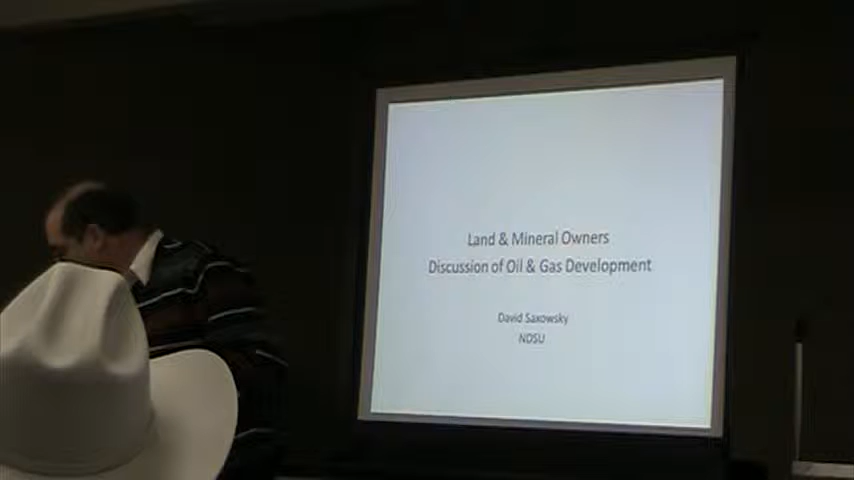 Land & Mineral Owners
Discussion of Oil & Gas Development
David Saxowsky
NDSU